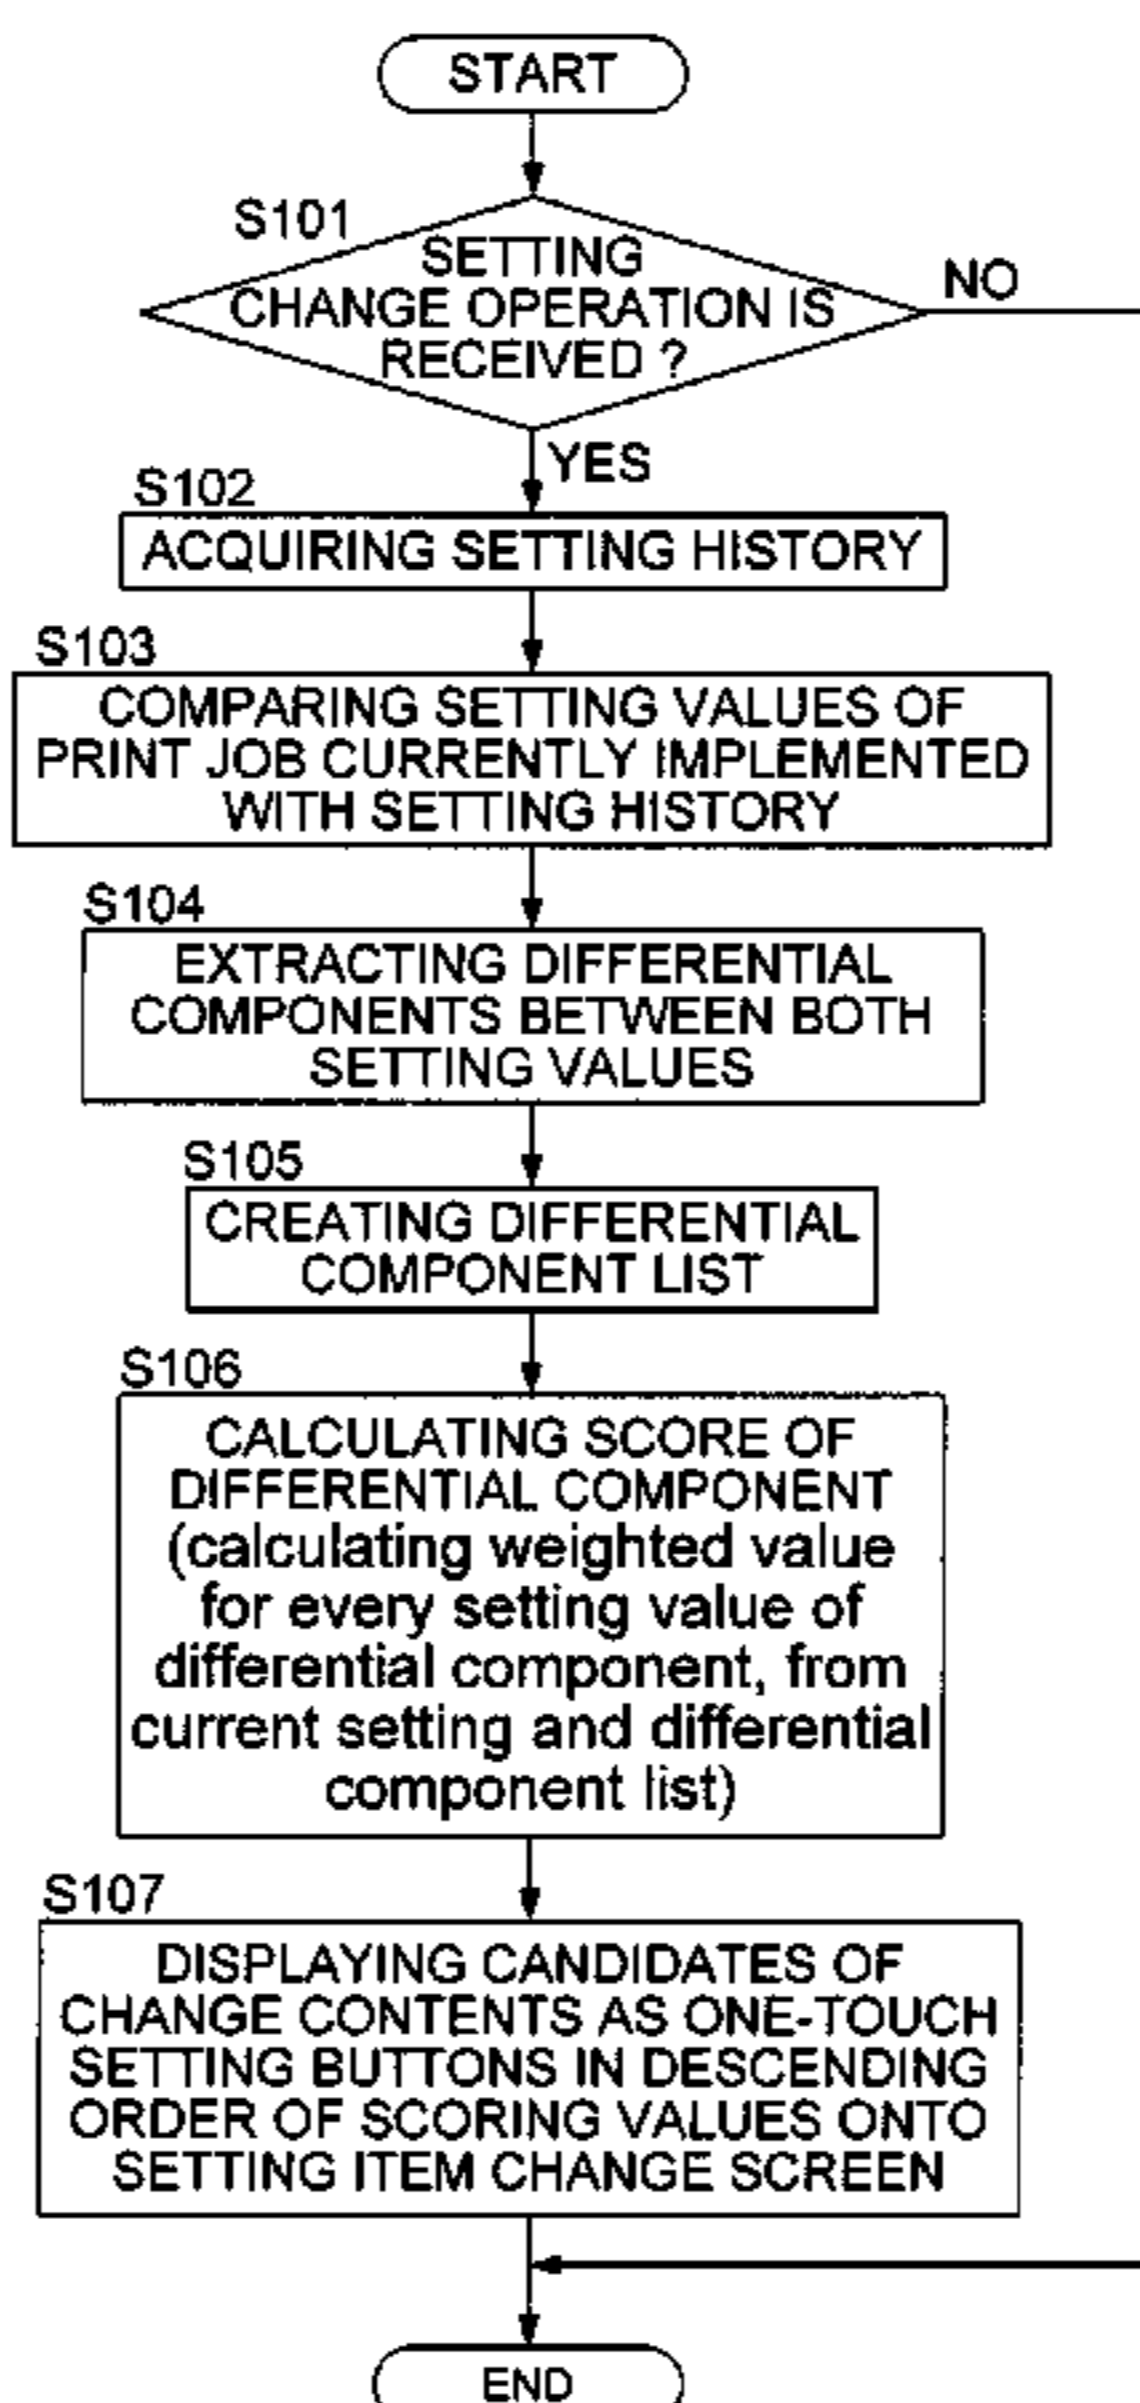 START
S101
SETTING
CHANGE OPERATION IS
RECEIVED ?
NO
YES
S102
ACQUIRING SETTING HISTORY
S103
COMPARING SETTING VALUES OF
PRINT JOB CURRENTLY IMPLEMENTED
WITH SETTING HISTORY
S104
EXTRACTING DIFFERENTIAL
COMPONENTS BETWEEN BOTH
SETTING VALUES
S105
CREATING DIFFERENTIAL
COMPONENT LIST
S106
CALCULATING SCORE OF
DIFFERENTIAL COMPONENT
(calculating weighted value
for every setting value of
differential component, from
current setting and differential
component list)
S107
DISPLAYING CANDIDATES OF
CHANGE CONTENTS AS ONE-TOUCH
SETTING BUTTONS IN DESCENDING
ORDER OF SCORING VALUES ONTO
SETTING ITEM CHANGE SCREEN
END